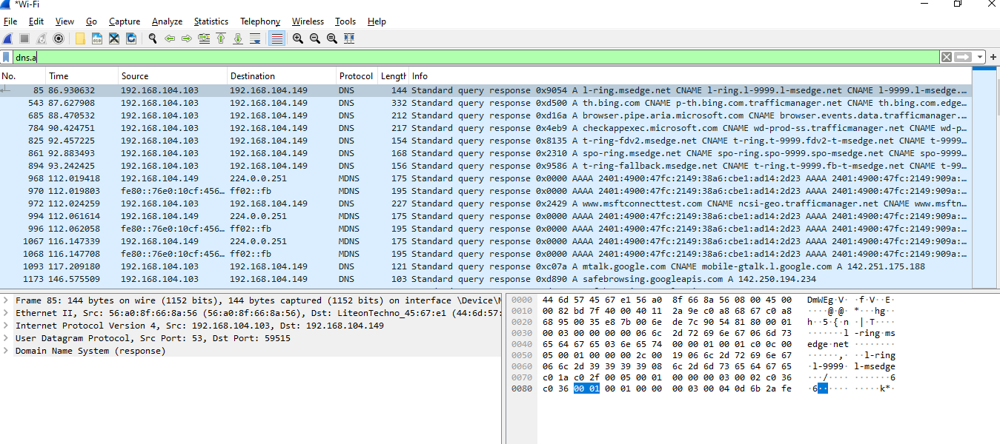 *Wi-Fi
File Edit View Go Capture Analyze Statistics Telephony Wireless Tools Help
dns.a
No. Time Source Destination Protocol Length Info
85 86.930632 192.168.104.103 192.168.104.149 DNS 144 Standard query response 0x9054 A l-ring.msedge.net CNAME l-ring.l-9999.l-msedge.net CNAME l-9999.l-msedge.…
543 87.627908 192.168.104.103 192.168.104.149 DNS 332 Standard query response 0xd500 A th.bing.com CNAME p-th.bing.com.trafficmanager.net CNAME th.bing.com.edge…
685 88.470532 192.168.104.103 192.168.104.149 DNS 212 Standard query response 0xd16a A browser.pipe.aria.microsoft.com CNAME browser.events.data.trafficmanager.…
784 90.424751 192.168.104.103 192.168.104.149 DNS 217 Standard query response 0x4eb9 A checkappexec.microsoft.com CNAME wd-prod-ss.trafficmanager.net CNAME wd-p…
825 92.457225 192.168.104.103 192.168.104.149 DNS 154 Standard query response 0x8135 A t-ring-fdv2.msedge.net CNAME t-ring.t-9999.fdv2-t-msedge.net CNAME t-9999…
861 92.883493 192.168.104.103 192.168.104.149 DNS 168 Standard query response 0x2310 A spo-ring.msedge.net CNAME spo-ring.spo-9999.spo-msedge.net CNAME spo-9999…
894 93.242425 192.168.104.103 192.168.104.149 DNS 156 Standard query response 0x9586 A t-ring-fallback.msedge.net CNAME t-ring.t-9999.fb-t-msedge.net CNAME t-99…
968 112.019418 192.168.104.149 224.0.0.251 MDNS 175 Standard query response 0x0000 AAAA 2401:4900:47fc:2149:38a6:cbe1:ad14:2d23 AAAA 2401:4900:47fc:2149:909a:…
970 112.019803 fe80::76e0:10cf:456… ff02::fb MDNS 195 Standard query response 0x0000 AAAA 2401:4900:47fc:2149:38a6:cbe1:ad14:2d23 AAAA 2401:4900:47fc:2149:909a:…
972 112.024259 192.168.104.103 192.168.104.149 DNS 227 Standard query response 0x2429 A www.msftconnecttest.com CNAME ncsi-geo.trafficmanager.net CNAME www.msftn…
994 112.061614 192.168.104.149 224.0.0.251 MDNS 175 Standard query response 0x0000 AAAA 2401:4900:47fc:2149:38a6:cbe1:ad14:2d23 AAAA 2401:4900:47fc:2149:909a:…
996 112.062058 fe80::76e0:10cf:456… ff02::fb MDNS 195 Standard query response 0x0000 AAAA 2401:4900:47fc:2149:38a6:cbe1:ad14:2d23 AAAA 2401:4900:47fc:2149:909a:…
1067 116.147339 192.168.104.149 224.0.0.251 MDNS 175 Standard query response 0x0000 AAAA 2401:4900:47fc:2149:38a6:cbe1:ad14:2d23 AAAA 2401:4900:47fc:2149:909a:…
1068 116.147708 fe80::76e0:10cf:456… ff02::fb MDNS 195 Standard query response 0x0000 AAAA 2401:4900:47fc:2149:38a6:cbe1:ad14:2d23 AAAA 2401:4900:47fc:2149:909a:…
1093 117.209180 192.168.104.103 192.168.104.149 DNS 121 Standard query response 0xc07a A mtalk.google.com CNAME mobile-gtalk.l.google.com A 142.251.175.188
1173 146.575509 192.168.104.103 192.168.104.149 DNS 103 Standard query response 0xd890 A safebrowsing.googleapis.com A 142.250.194.234
Frame 85: 144 bytes on wire (1152 bits), 144 bytes captured (1152 bits) on interface \Device\N
Ethernet II, Src: 56:a0:8f:66:8a:56 (56:a0:8f:66:8a:56), Dst: LiteonTechno_45:67:e1 (44:6d:57:
Internet Protocol Version 4, Src: 192.168.104.103, Dst: 192.168.104.149
User Datagram Protocol, Src Port: 53, Dst Port: 59515
Domain Name System (response)
0000 44 6d 57 45 67 e1 56 a0 8f 66 8a 56 08 00 45 00 DmWEg·V· ·f·V··E·
0010 00 82 bd 7f 40 00 40 11 2a 9e c0 a8 68 67 c0 a8 ····@·@· *···hg··
0020 68 95 00 35 e8 7b 00 6e de 7c 90 54 81 80 00 01 h··5·{·n ·|·T····
0030 00 03 00 00 00 00 06 6c 2d 72 69 6e 67 06 6d 73 ·······l -ring·ms
0040 65 64 67 65 03 6e 65 74 00 00 01 00 01 c0 0c 00 edge·net ········
0050 05 00 01 00 00 00 2c 00 19 06 6c 2d 72 69 6e 67 ······,· ··l-ring
0060 06 6c 2d 39 39 39 39 08 6c 2d 6d 73 65 64 67 65 ·l-9999· l-msedge
0070 c0 1a c0 2f 00 05 00 01 00 00 00 03 00 02 c0 36 ···/···· ·······6
0080 c0 36 00 01 00 01 00 00 00 03 00 04 0d 6b 2a fe ·6······ ·····k*·